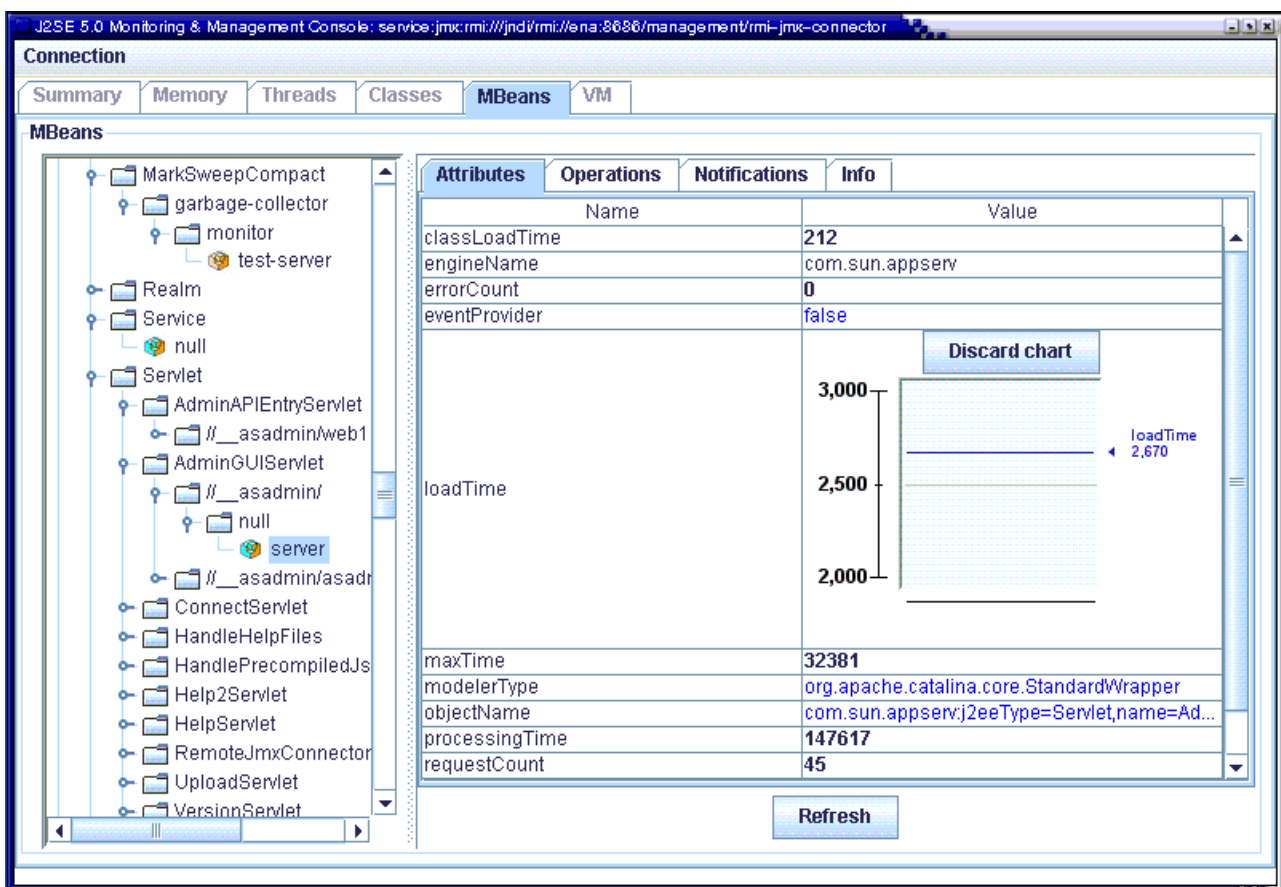 J2SE 5.0 Monitoring & Management Console: service:jmx:rmi:///jndi/rmi://ena:8686/management/rmi-jmx-connector
Connection
Summary Memory Threads Classes MBeans VM
MBeans
MarkSweepCompact
garbage-collector
monitor
test-server
Realm
Service
null
Servlet
AdminAPIEntryServlet
//__asadmin/web1
AdminGUIServlet
//__asadmin/
null
server
//__asadmin/asadr
ConnectServlet
HandleHelpFiles
HandlePrecompiledJs
Help2Servlet
HelpServlet
RemoteJmxConnector
UploadServlet
VersionServlet
Attributes Operations Notifications Info
Name Value
classLoadTime 212
engineName com.sun.appserv
errorCount 0
eventProvider false
Discard chart
3,000
loadTime
2,670
loadTime 2,500
2,000
maxTime 32381
modelerType org.apache.catalina.core.StandardWrapper
objectName com.sun.appserv:j2eeType=Servlet,name=Ad...
processingTime 147617
requestCount 45
Refresh